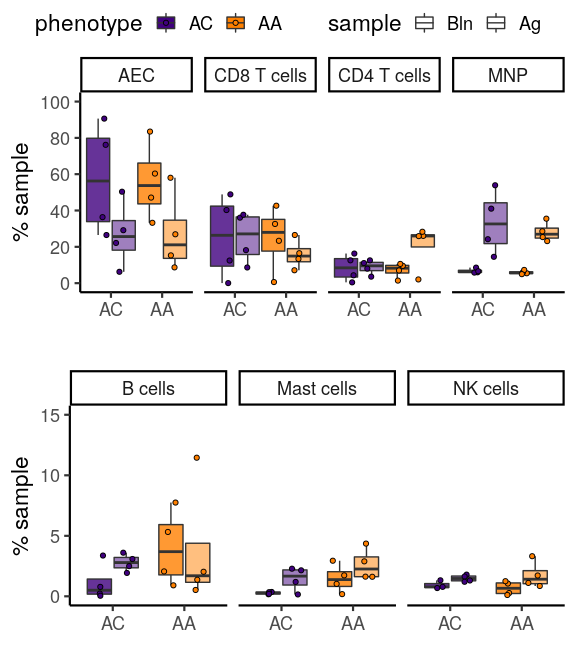 phenotype AC AA sample Bln Ag
AEC CD8 T cells CD4 T cells MNP
% sample
100
80
60
40
20
0
AC AA AC AA AC AA AC AA
B cells Mast cells NK cells
% sample
15
10
5
0
AC AA AC AA AC AA